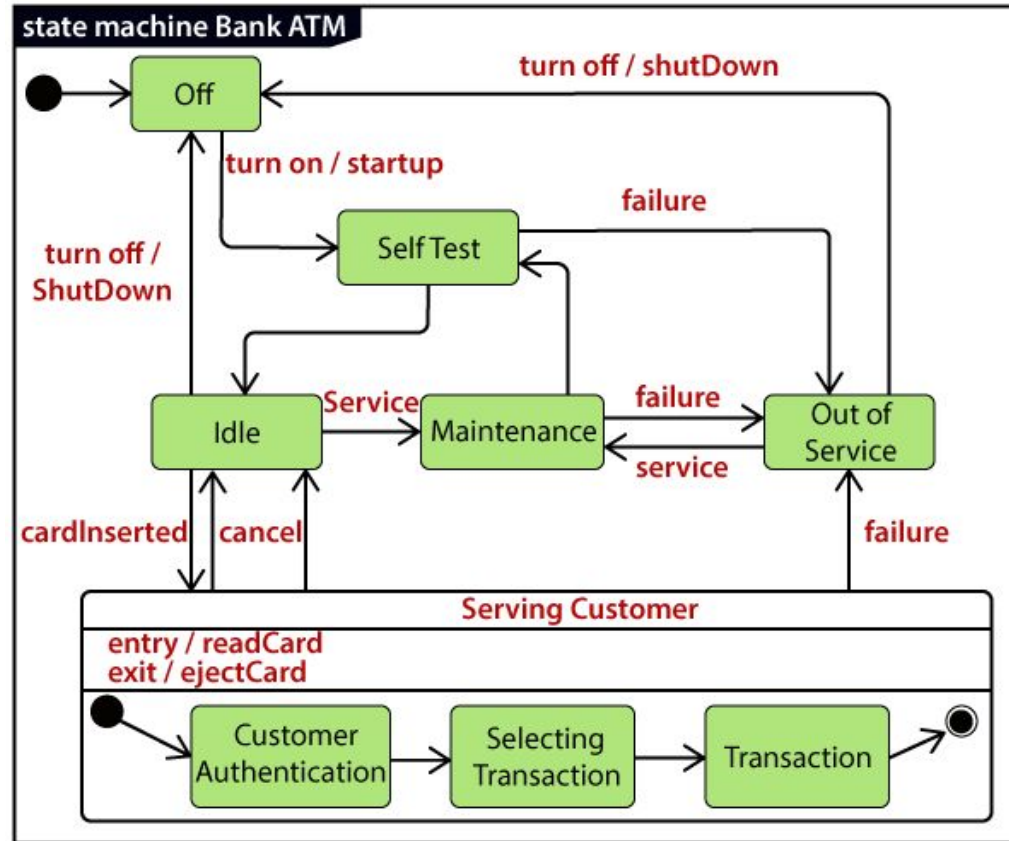 state machine Bank ATM
turn off / shutDown
Off
turn on / startup
failure
Self Test
turn off /
ShutDown
Service
failure
Idle
Maintenance
Out of
Service
service
cardInserted
cancel
failure
Serving Customer
entry / readCard
exit / ejectCard
Customer
Authentication
Selecting
Transaction
Transaction